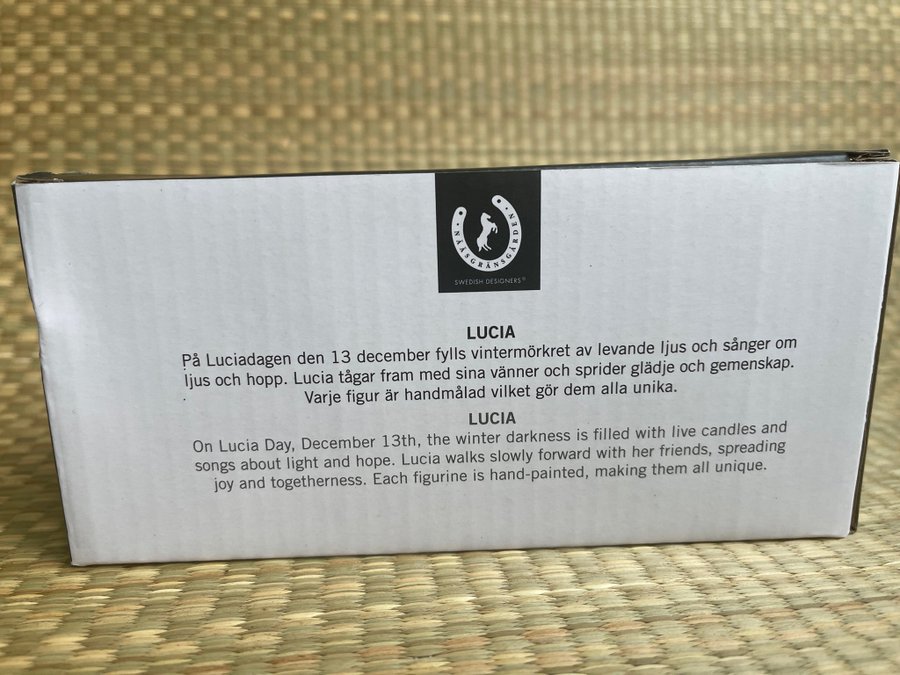 NÄÄSGRÄNSGÅRDEN
SWEDISH DESIGNERS®
LUCIA
På Luciadagen den 13 december fylls vintermörkret av levande ljus och sånger om
ljus och hopp. Lucia tågar fram med sina vänner och sprider glädje och gemenskap.
Varje figur är handmålad vilket gör dem alla unika.
LUCIA
On Lucia Day, December 13th, the winter darkness is filled with live candles and
songs about light and hope. Lucia walks slowly forward with her friends, spreading
joy and togetherness. Each figurine is hand-painted, making them all unique.